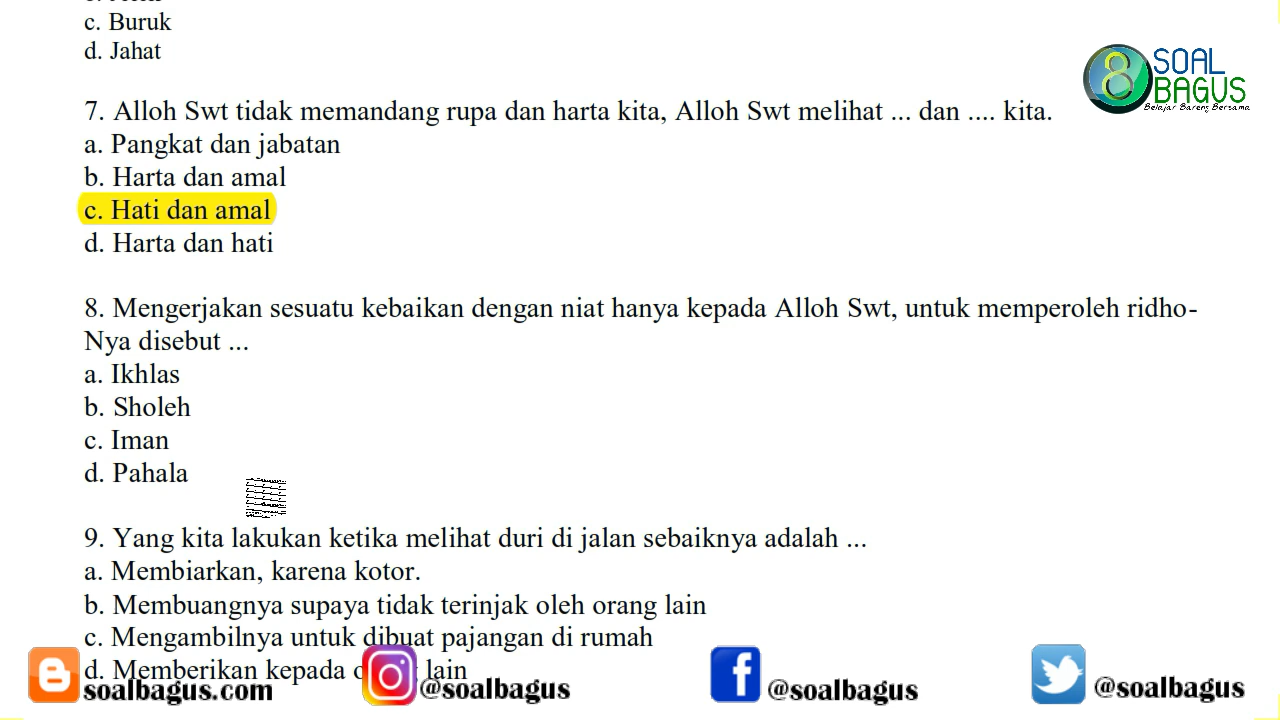 c. Buruk
d. Jahat
8 SOAL
BAGUS
Belajar Bareng Bersama
7. Alloh Swt tidak memandang rupa dan harta kita, Alloh Swt melihat ... dan .... kita.
a. Pangkat dan jabatan
b. Harta dan amal
c. Hati dan amal
d. Harta dan hati
8. Mengerjakan sesuatu kebaikan dengan niat hanya kepada Alloh Swt, untuk memperoleh ridho-
Nya disebut ...
a. Ikhlas
b. Sholeh
c. Iman
d. Pahala
9. Yang kita lakukan ketika melihat duri di jalan sebaiknya adalah ...
a. Membiarkan, karena kotor.
b. Membuangnya supaya tidak terinjak oleh orang lain
c. Mengambilnya untuk dibuat pajangan di rumah
d. Memberikan kepada lain
soalbagus.com @soalbagus @soalbagus @soalbagus